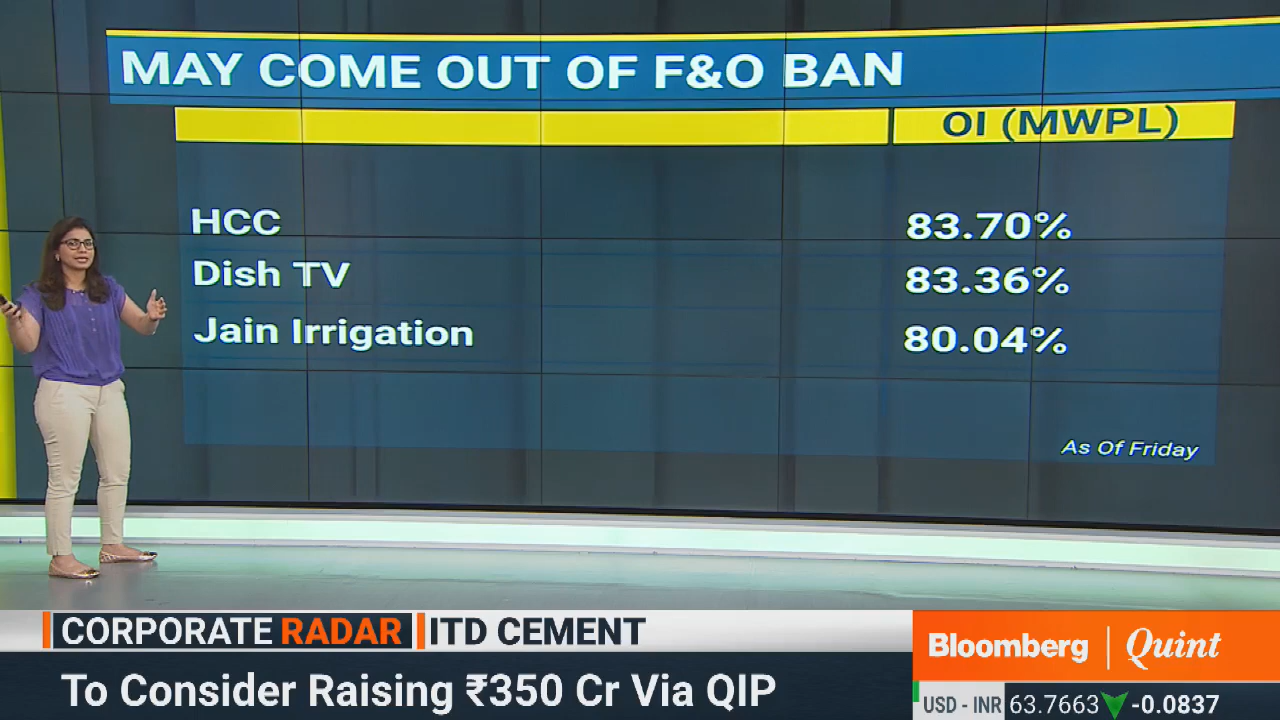 MAY COME OUT OF F&O BAN
OI (MWPL)
HCC 83.70%
Dish TV 83.36%
Jain Irrigation 80.04%
As Of Friday
CORPORATE RADAR ITD CEMENT
To Consider Raising ₹350 Cr Via QIP
Bloomberg Quint
USD - INR 63.7663 -0.0837